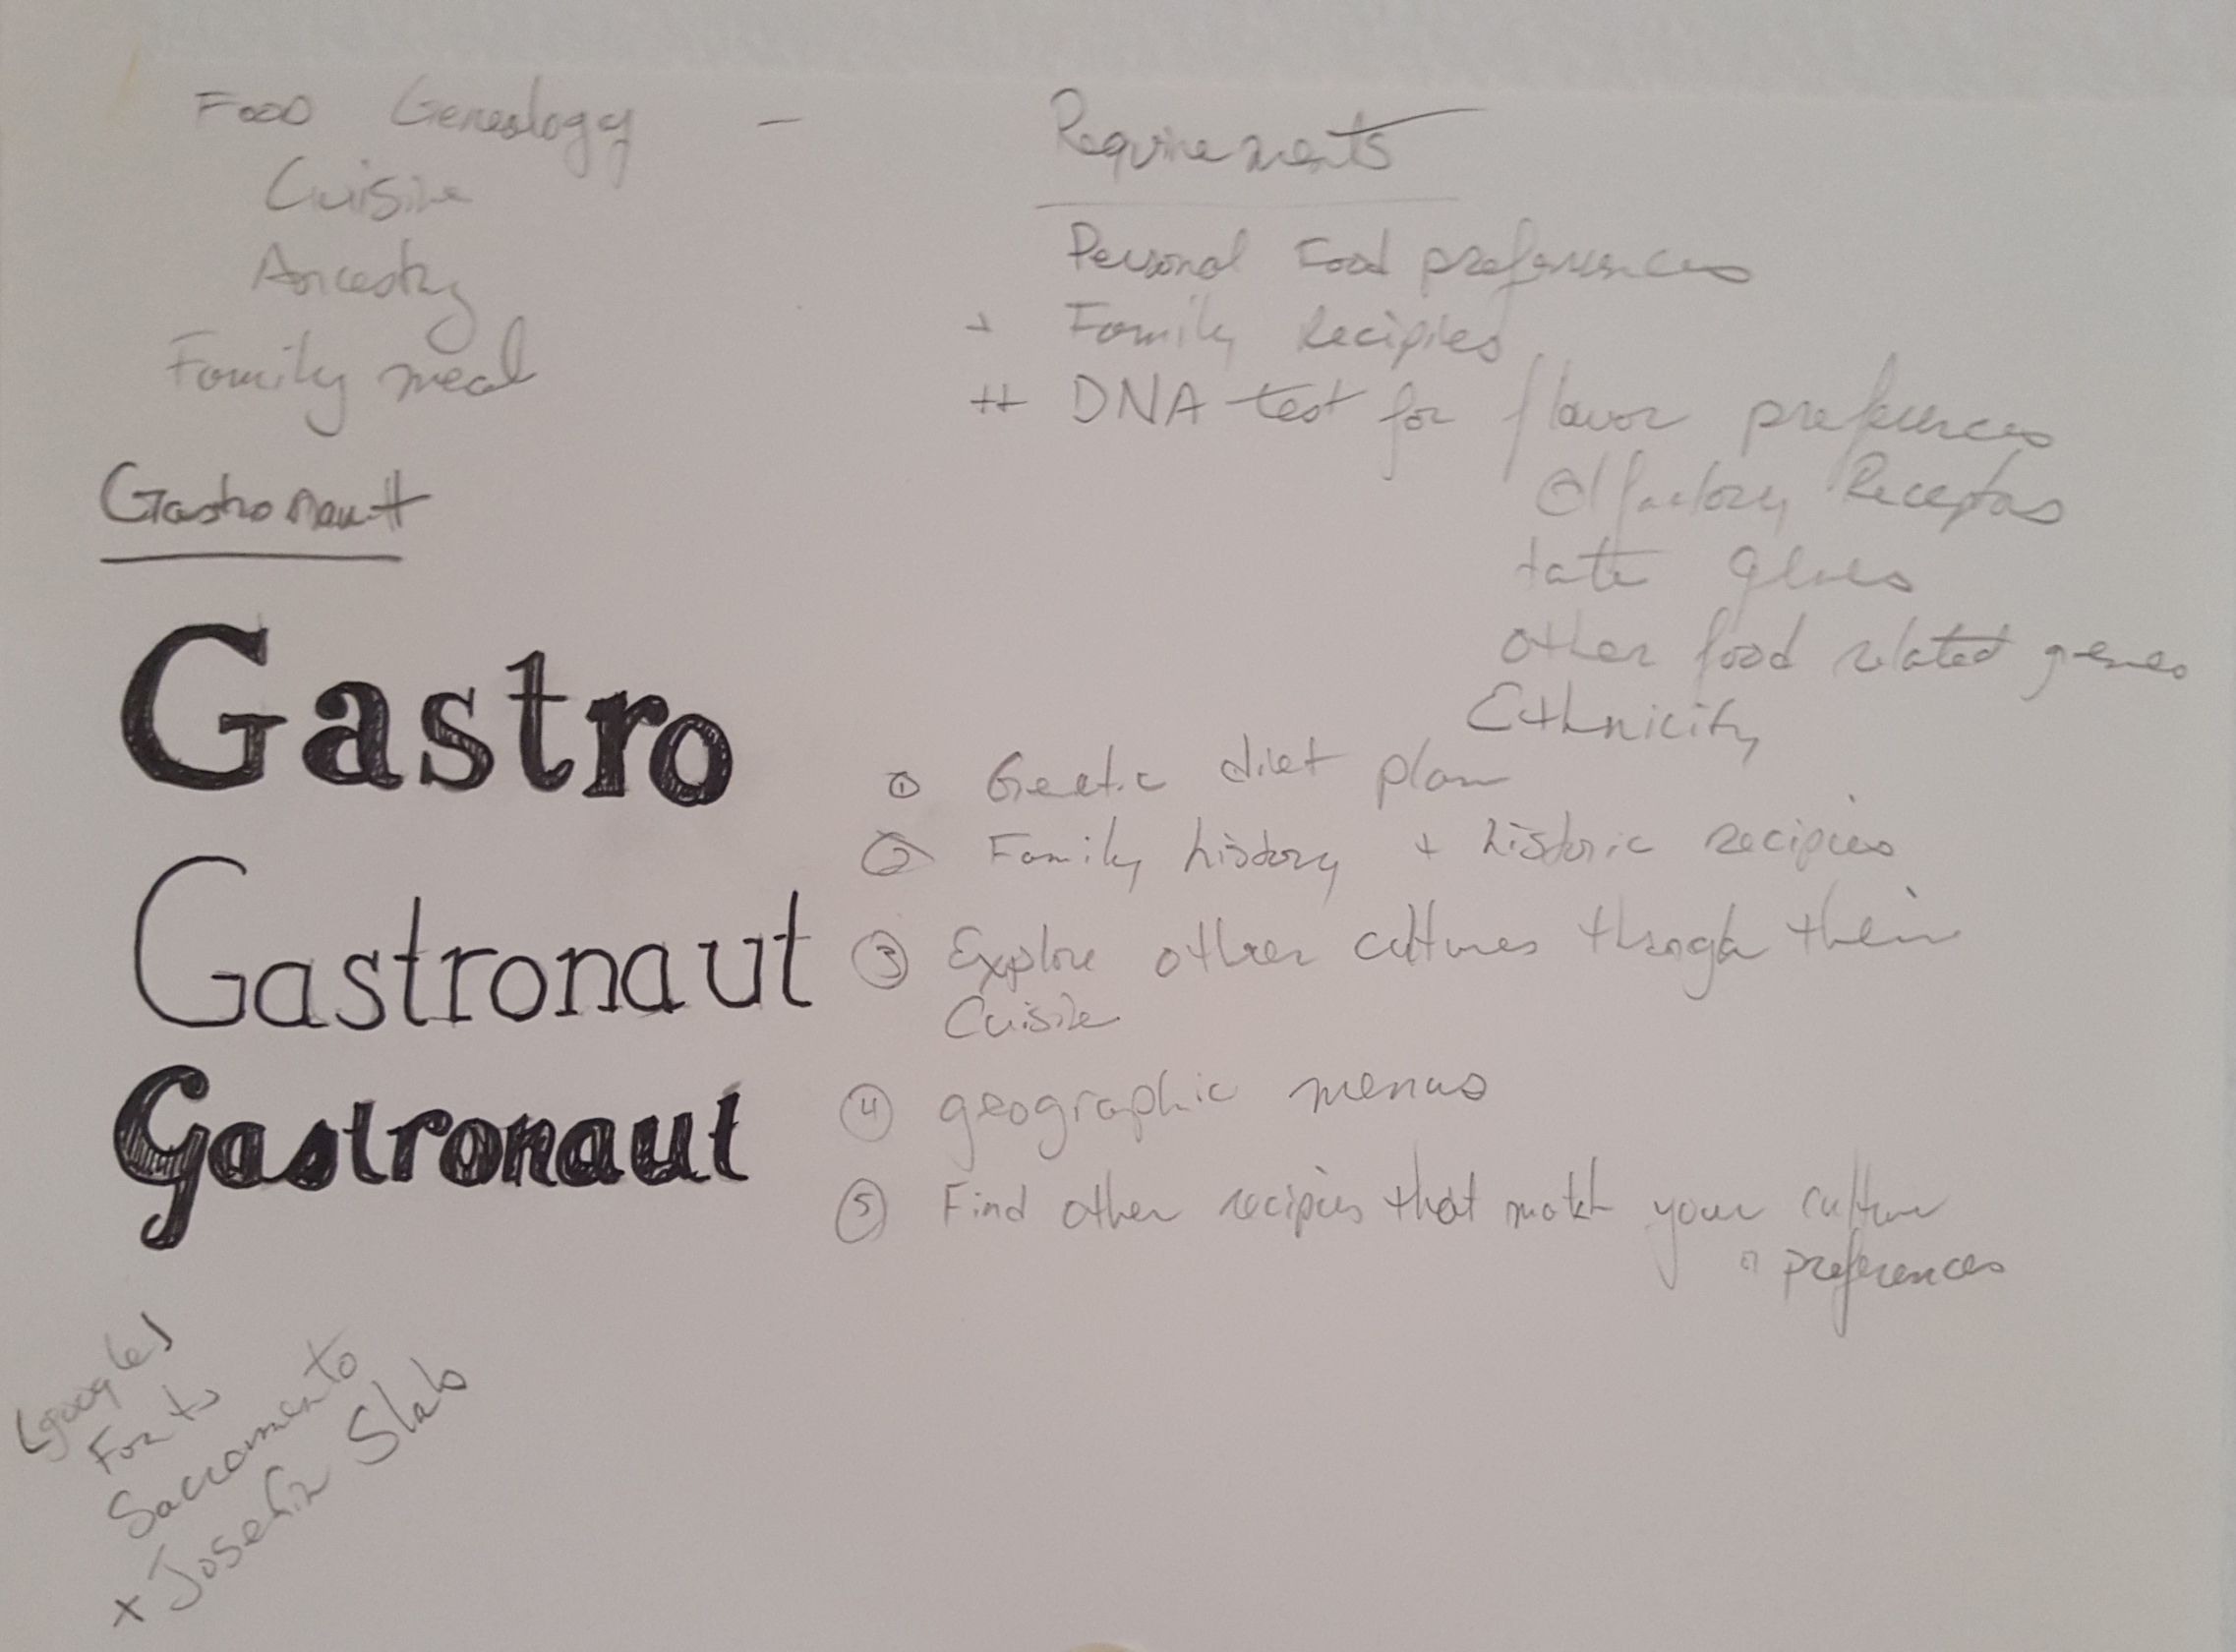 Food Genealogy —
Cuisine
Ancestry
Family meal
Gastronaut
Gastro
Gastronaut
Gastronaut
Google
Fonts
Sacramento
x Josefin Slab
Requirements
Personal Food preferences
+ Family Recipies
++ DNA test for flavor preferences
Olfactory Receptors
taste genes
other food related genes
Ethnicity
① Genetic diet plan
② Family history + historic recipies
③ Explore other cultures through their
Cuisine
④ geographic menus
⑤ Find other recipies that match your culture
preferences